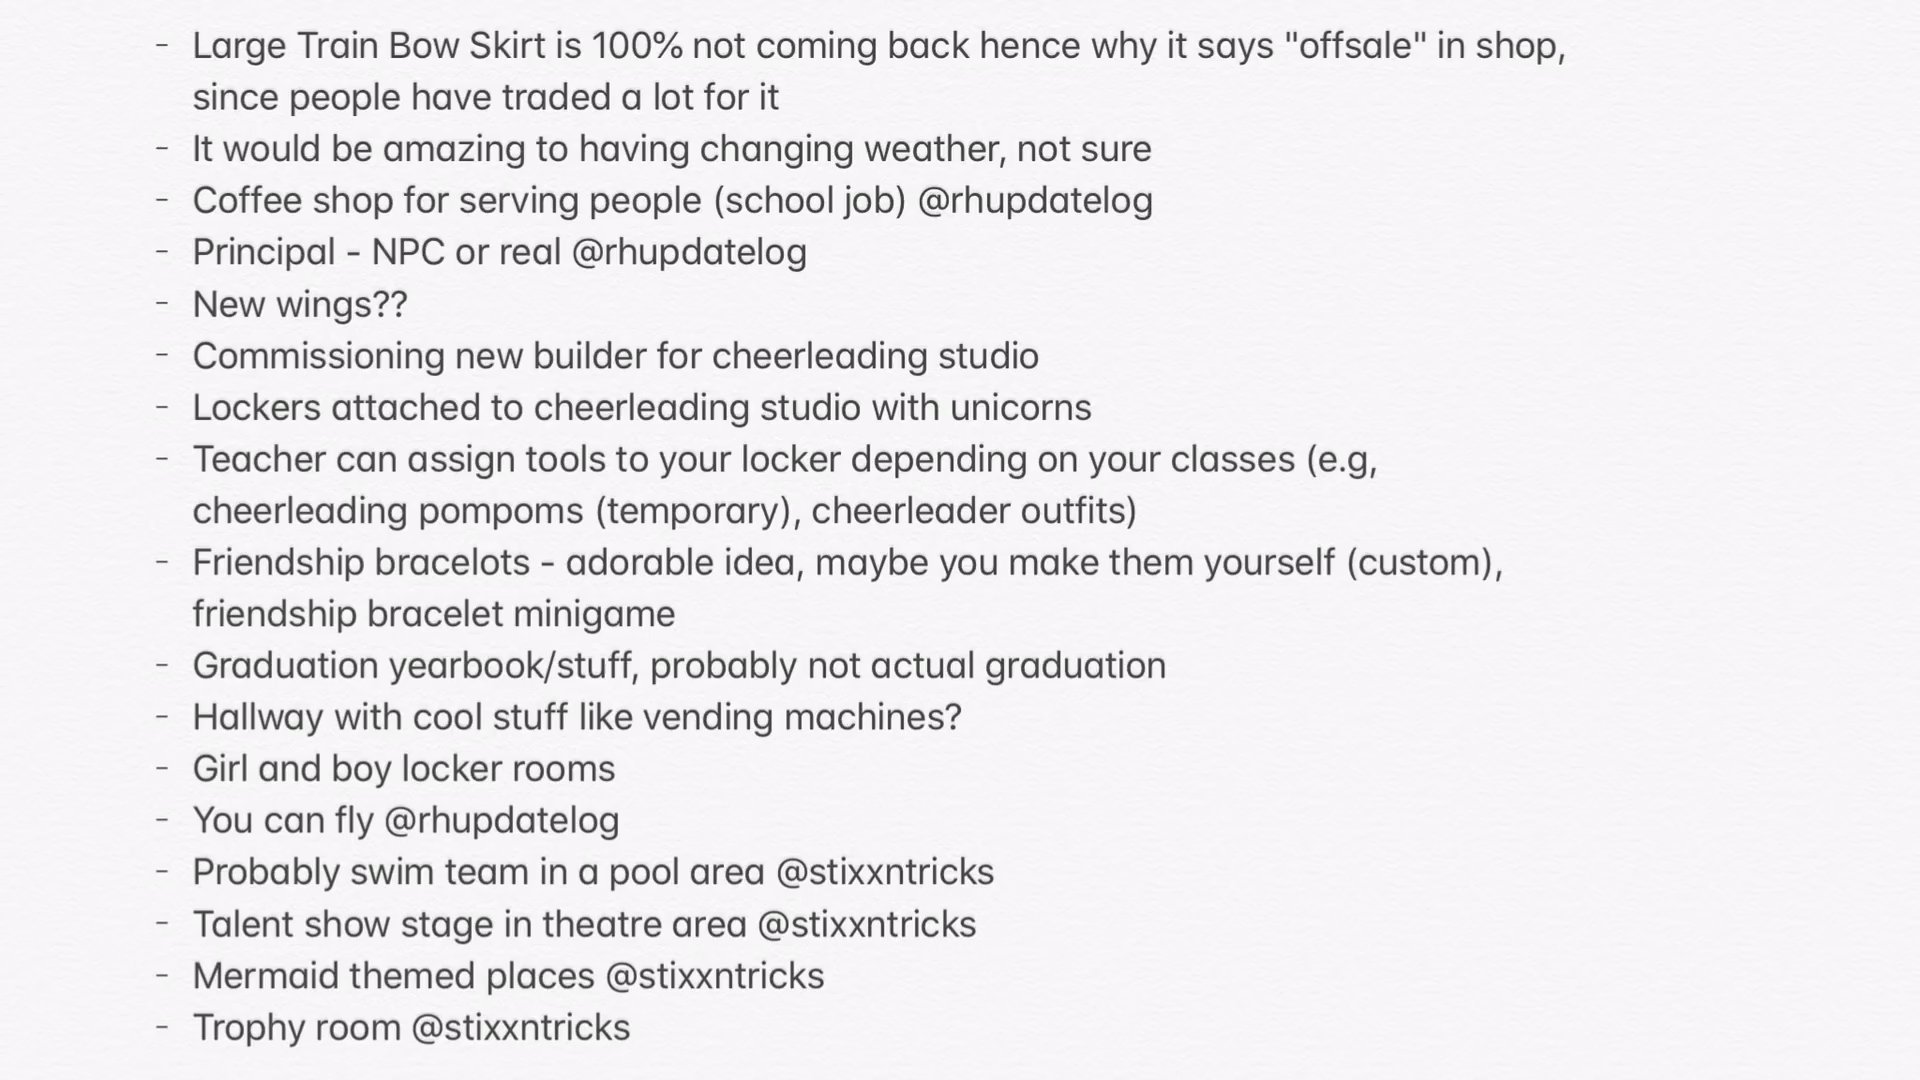 - Large Train Bow Skirt is 100% not coming back hence why it says "offsale" in shop,
since people have traded a lot for it
- It would be amazing to having changing weather, not sure
- Coffee shop for serving people (school job) @rhupdatelog
- Principal - NPC or real @rhupdatelog
- New wings??
- Commissioning new builder for cheerleading studio
- Lockers attached to cheerleading studio with unicorns
- Teacher can assign tools to your locker depending on your classes (e.g,
cheerleading pompoms (temporary), cheerleader outfits)
- Friendship bracelots - adorable idea, maybe you make them yourself (custom),
friendship bracelet minigame
- Graduation yearbook/stuff, probably not actual graduation
- Hallway with cool stuff like vending machines?
- Girl and boy locker rooms
- You can fly @rhupdatelog
- Probably swim team in a pool area @stixxntricks
- Talent show stage in theatre area @stixxntricks
- Mermaid themed places @stixxntricks
- Trophy room @stixxntricks